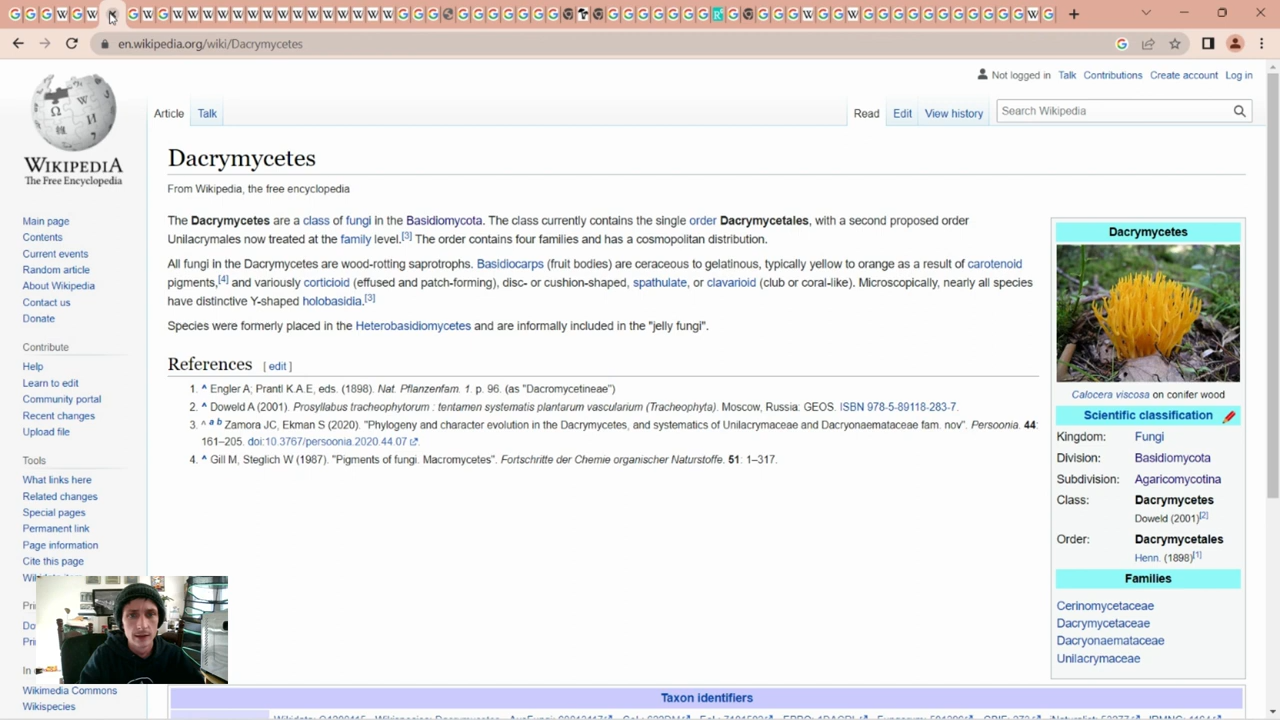 en.wikipedia.org/wiki/Dacrymycetes
Not logged in Talk Contributions Create account Log in
Article Talk Read Edit View history Search Wikipedia
WIKIPEDIA
The Free Encyclopedia
Main page
Contents
Current events
Random article
About Wikipedia
Contact us
Donate
Contribute
Help
Learn to edit
Community portal
Recent changes
Upload file
Tools
What links here
Related changes
Special pages
Permanent link
Page information
Cite this page
Wikimedia Commons
Wikispecies
Dacrymycetes
From Wikipedia, the free encyclopedia
The Dacrymycetes are a class of fungi in the Basidiomycota. The class currently contains the single order Dacrymycetales, with a second proposed order
Unilacrymales now treated at the family level.[3] The order contains four families and has a cosmopolitan distribution.
All fungi in the Dacrymycetes are wood-rotting saprotrophs. Basidiocarps (fruit bodies) are ceraceous to gelatinous, typically yellow to orange as a result of carotenoid
pigments,[4] and variously corticioid (effused and patch-forming), disc- or cushion-shaped, spathulate, or clavarioid (club or coral-like). Microscopically, nearly all species
have distinctive Y-shaped holobasidia.[3]
Species were formerly placed in the Heterobasidiomycetes and are informally included in the "jelly fungi".
References [ edit ]
1. ^ Engler A; Prantl K.A.E, eds. (1898). Nat. Pflanzenfam. 1. p. 96. (as "Dacromycetineae")
2. ^ Doweld A (2001). Prosyllabus tracheophytorum : tentamen systematis plantarum vascularium (Tracheophyta). Moscow, Russia: GEOS. ISBN 978-5-89118-283-7.
3. ^ a b Zamora JC, Ekman S (2020). "Phylogeny and character evolution in the Dacrymycetes, and systematics of Unilacrymaceae and Dacryonaemataceae fam. nov". Persoonia. 44:
161–205. doi:10.3767/persoonia.2020.44.07
4. ^ Gill M, Steglich W (1987). "Pigments of fungi. Macromycetes". Fortschritte der Chemie organischer Naturstoffe. 51: 1–317.
Dacrymycetes
Calocera viscosa on conifer wood
Scientific classification
Kingdom: Fungi
Division: Basidiomycota
Subdivision: Agaricomycotina
Class: Dacrymycetes
Doweld (2001)[2]
Order: Dacrymycetales
Henn. (1898)[1]
Families
Cerinomycetaceae
Dacrymycetaceae
Dacryonaemataceae
Unilacrymaceae
Taxon identifiers